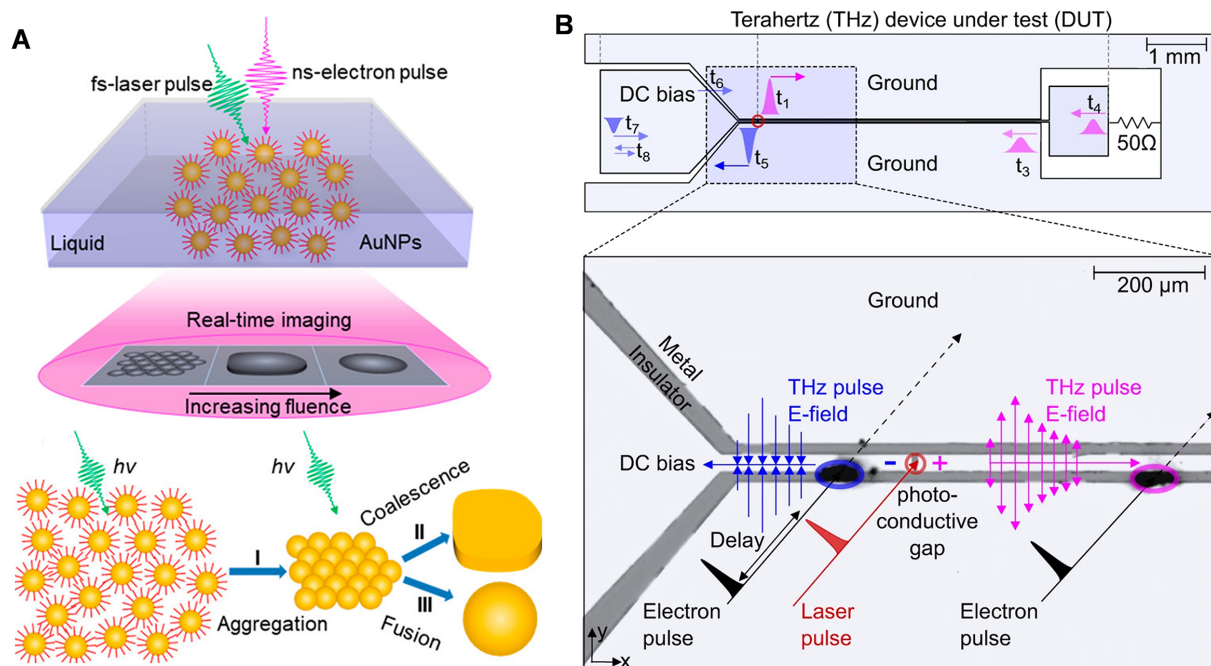 A
fs-laser pulse
ns-electron pulse
Liquid
AuNPs
Real-time imaging
Increasing fluence
hν
hν
Coalescence
I
II
III
Aggregation
Fusion
B
Terahertz (THz) device under test (DUT)
1 mm
DC bias
t6
t1
Ground
t7
t8
t5
Ground
t3
t4
50Ω
200 μm
Ground
Metal
Insulator
THz pulse
E-field
THz pulse
E-field
DC bias
- +
photo-
conductive
gap
Delay
Electron
pulse
Laser
pulse
Electron
pulse
y
x